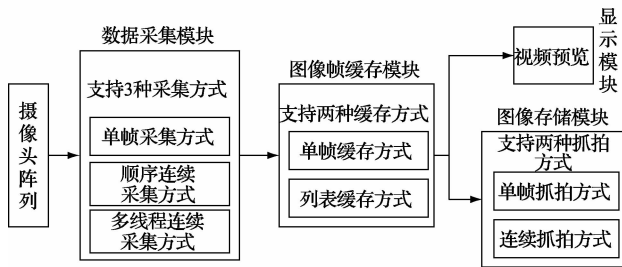 摄
像
头
阵
列
数据采集模块
支持3种采集方式
单帧采集方式
顺序连续
采集方式
多线程连续
采集方式
图像帧缓存模块
支持两种缓存方式
单帧缓存方式
列表缓存方式
视频预览
显
示
模
块
图像存储模块
支持两种抓拍
方式
单帧抓拍方式
连续抓拍方式